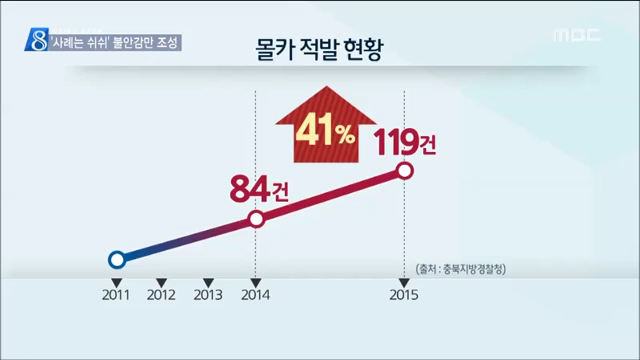 8 '사례는 쉬쉬' 불안감만 조성
MBC
몰카 적발 현황
41%
119건
84건
(출처 : 충북지방경찰청)
2011 2012 2013 2014 2015